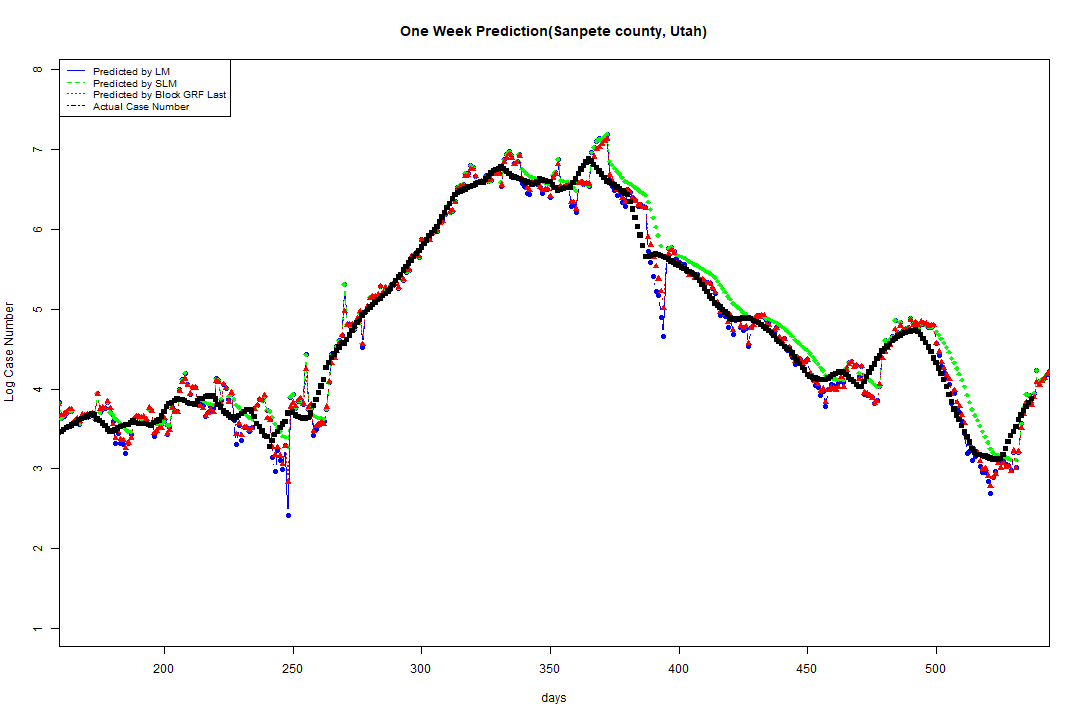 One Week Prediction(Sanpete county, Utah)
Predicted by LM
Predicted by SLM
Predicted by Block GRF Last
Actual Case Number
Log Case Number
8
7
6
5
4
3
2
1
200 250 300 350 400 450 500
days